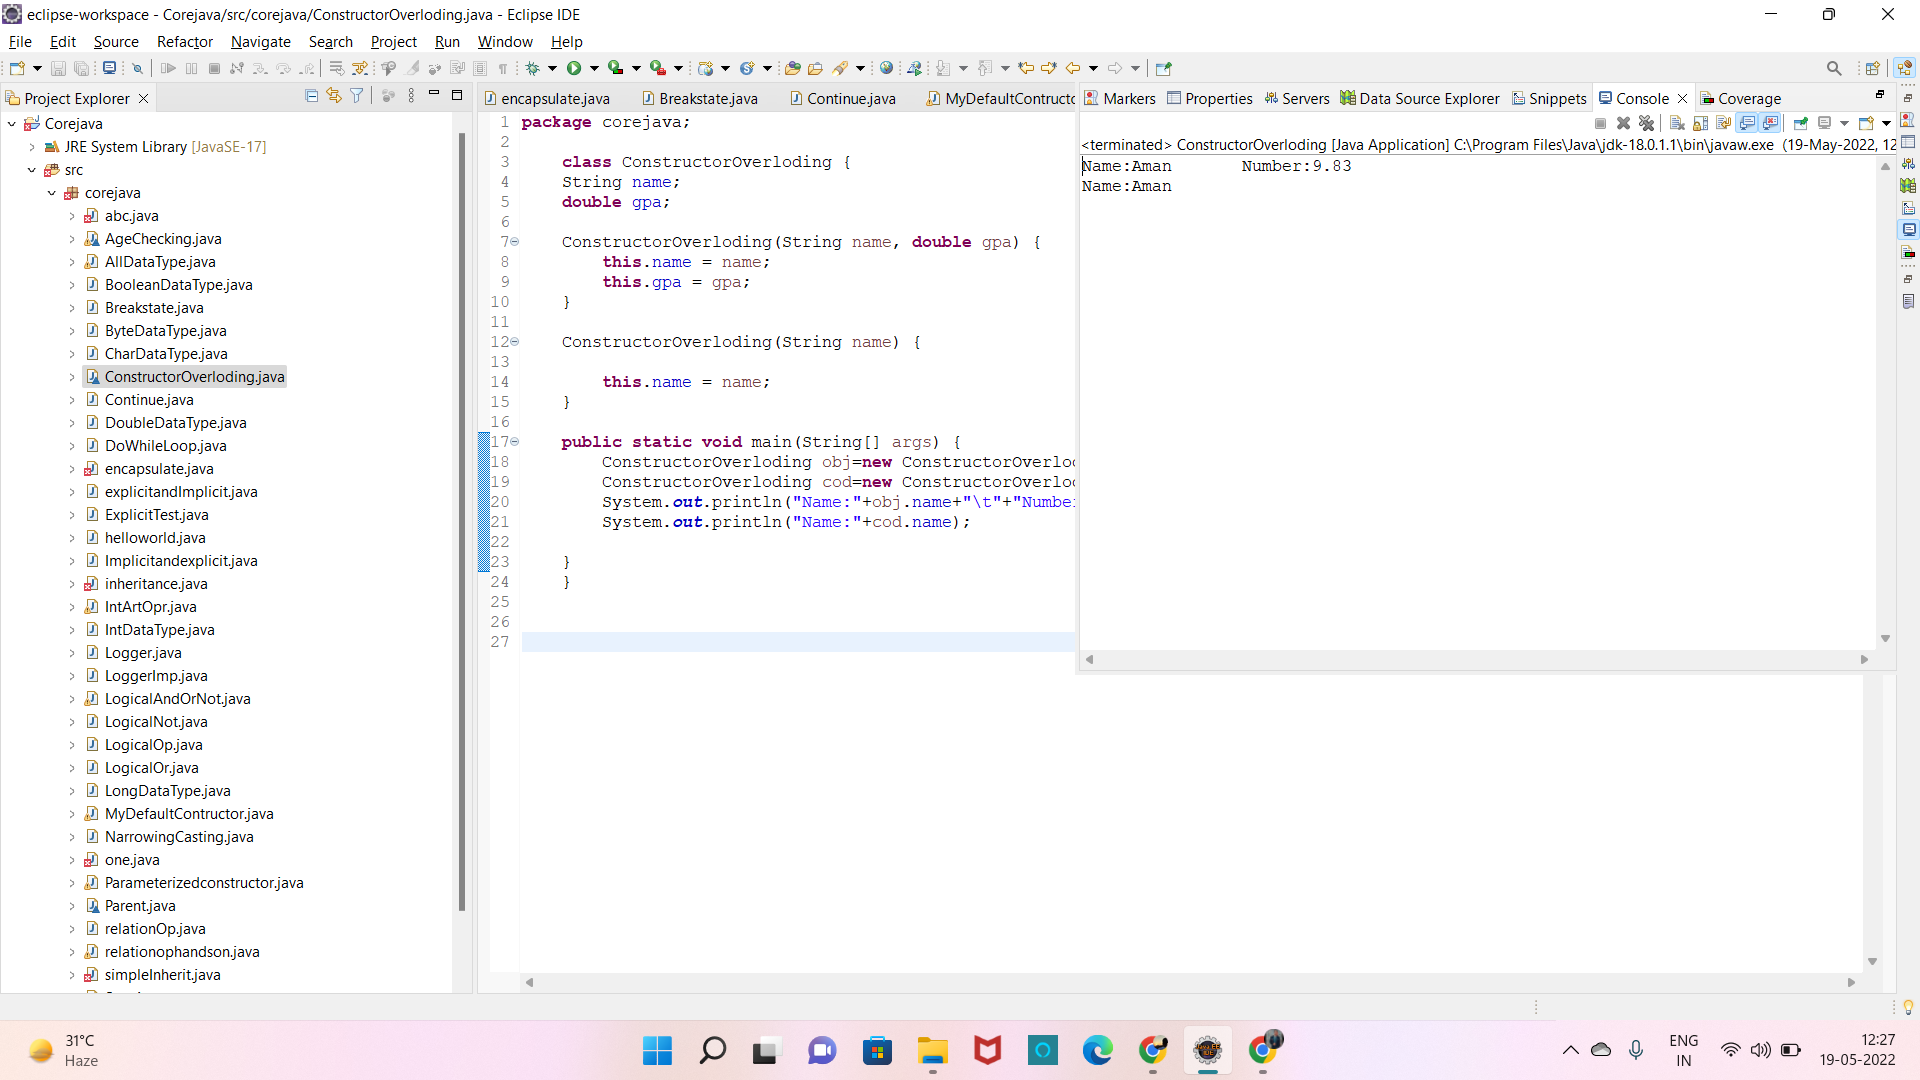 eclipse-workspace - Corejava/src/corejava/ConstructorOverloding.java - Eclipse IDE
File Edit Source Refactor Navigate Search Project Run Window Help
Project Explorer
Corejava
JRE System Library [JavaSE-17]
src
corejava
abc.java
AgeChecking.java
AllDataType.java
BooleanDataType.java
Breakstate.java
ByteDataType.java
CharDataType.java
ConstructorOverloding.java
Continue.java
DoubleDataType.java
DoWhileLoop.java
encapsulate.java
explicitandImplicit.java
ExplicitTest.java
helloworld.java
Implicitandexplicit.java
inheritance.java
IntArtOpr.java
IntDataType.java
Logger.java
LoggerImp.java
LogicalAndOrNot.java
LogicalNot.java
LogicalOp.java
LogicalOr.java
LongDataType.java
MyDefaultContructor.java
NarrowingCasting.java
one.java
Parameterizedconstructor.java
Parent.java
relationOp.java
relationophandson.java
simpleInherit.java
encapsulate.java Breakstate.java Continue.java MyDefaultContructo
1 package corejava;
2
3 class ConstructorOverloding {
4 String name;
5 double gpa;
6
7 ConstructorOverloding(String name, double gpa) {
8 this.name = name;
9 this.gpa = gpa;
10 }
11
12 ConstructorOverloding(String name) {
13
14 this.name = name;
15 }
16
17 public static void main(String[] args) {
18 ConstructorOverloding obj=new ConstructorOverlo
19 ConstructorOverloding cod=new ConstructorOverlo
20 System.out.println("Name:"+obj.name+"\t"+"Numbe
21 System.out.println("Name:"+cod.name);
22
23 }
24 }
25
26
27
Markers Properties Servers Data Source Explorer Snippets Console Coverage
<terminated> ConstructorOverloding [Java Application] C:\Program Files\Java\jdk-18.0.1.1\bin\javaw.exe (19-May-2022, 12
Name:Aman Number:9.83
Name:Aman
31°C
Haze
ENG
IN
12:27
19-05-2022